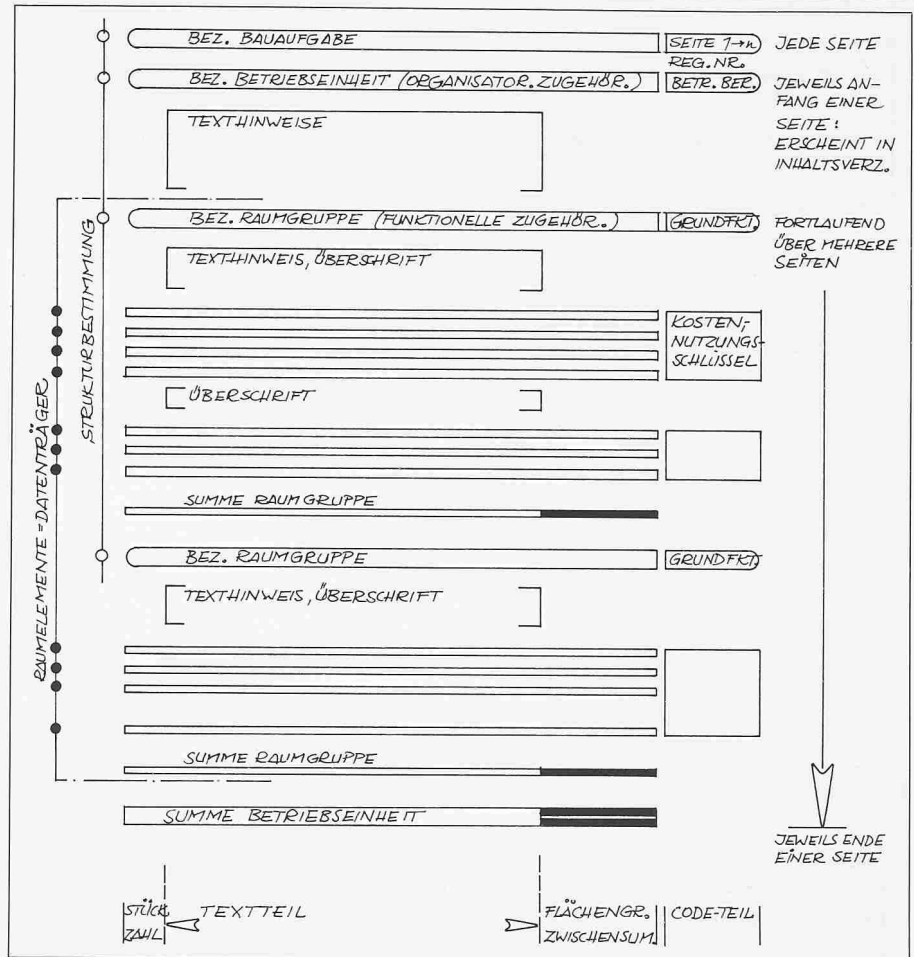 BEZ. BAUAUFGABE
SEITE 1→n
JEDE SEITE
REG.NR.
BEZ. BETRIEBSEINHEIT (ORGANISATOR. ZUGEHÖR.)
BETR. BER.
JEWEILS AN-
FANG EINER
SEITE:
ERSCHEINT IN
INHALTSVERZ.
TEXTHINWEISE
BEZ. RAUMGRUPPE (FUNKTIONELLE ZUGEHÖR.)
GRUNDFKT.
FORTLAUFEND
ÜBER MEHRERE
SEITEN
TEXTHINWEIS, ÜBERSCHRIFT
KOSTEN,-
NUTZUNGS-
SCHLÜSSEL
ÜBERSCHRIFT
SUMME RAUMGRUPPE
BEZ. RAUMGRUPPE
GRUNDFKT.
TEXTHINWEIS, ÜBERSCHRIFT
SUMME RAUMGRUPPE
SUMME BETRIEBSEINHEIT
JEWEILS ENDE
EINER SEITE
STRUKTURBESTIMMUNG
RAUMELEMENTE = DATENTRÄGER
STÜCK
ZAHL
TEXTTEIL
FLÄCHENGR.
ZWISCHENSUM.
CODE-TEIL